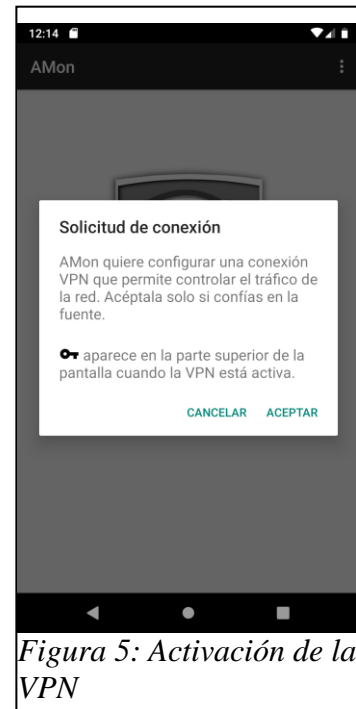 12:14
AMon
Solicitud de conexión
AMon quiere configurar una conexión
VPN que permite controlar el tráfico de
la red. Acéptala solo si confías en la
fuente.
aparece en la parte superior de la
pantalla cuando la VPN está activa.
CANCELAR ACEPTAR
Figura 5: Activación de la
VPN